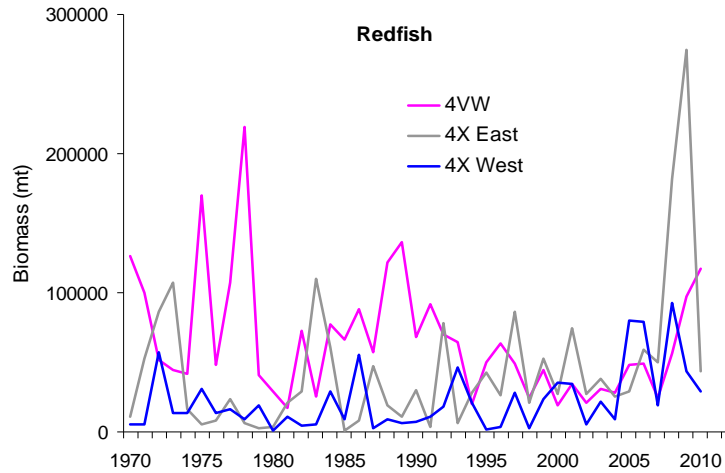 Redfish
300000
200000
100000
0
Biomass (mt)
4VW
4X East
4X West
1970 1975 1980 1985 1990 1995 2000 2005 2010